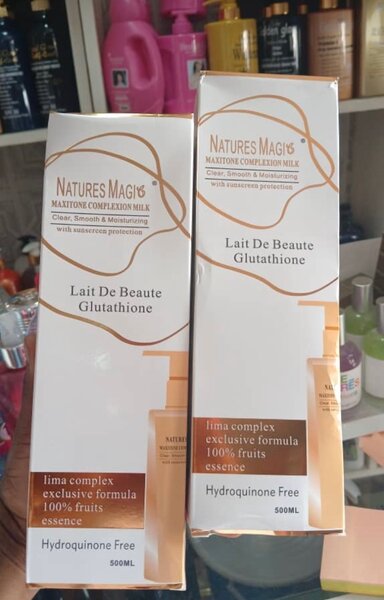 NATURES MAGIC
MAXITONE COMPLEXION MILK
Clear, Smooth & Moisturizing
with sunscreen protection
Lait De Beaute
Glutathione
NATURE
lima complex
exclusive formula
100% fruits
essence
Hydroquinone Free
500ML
NATURES MAGIC
MAXITONE COMPLEXION MILK
Clear, Smooth & Moisturizing
with sunscreen protection
Lait De Beaute
Glutathione
lima complex
exclusive formula
100% fruits
essence
Hydroquinone Free
500ML